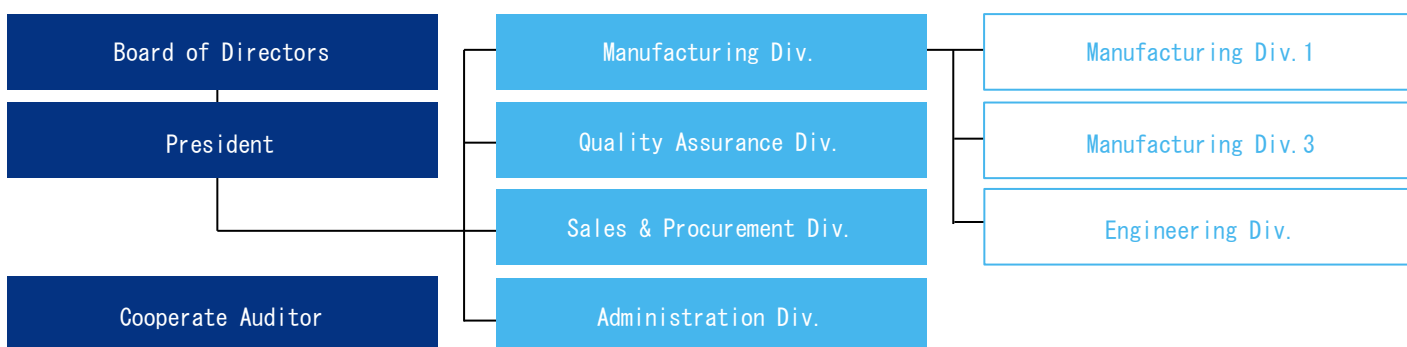 Board of Directors
President
Cooperate Auditor
Manufacturing Div.
Quality Assurance Div.
Sales & Procurement Div.
Administration Div.
Manufacturing Div.1
Manufacturing Div.3
Engineering Div.